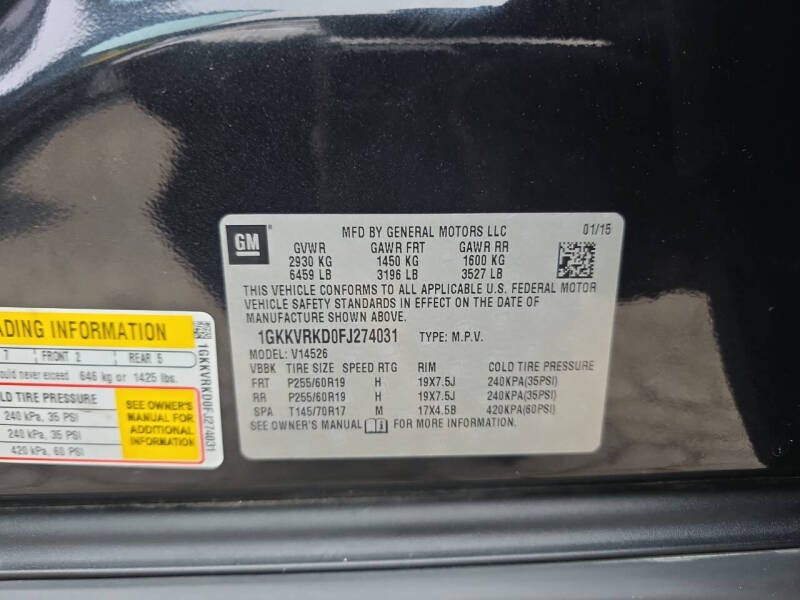 GM
MFD BY GENERAL MOTORS LLC 01/15
GVWR GAWR FRT GAWR RR
2930 KG 1450 KG 1600 KG
6459 LB 3196 LB 3527 LB
THIS VEHICLE CONFORMS TO ALL APPLICABLE U.S. FEDERAL MOTOR
VEHICLE SAFETY STANDARDS IN EFFECT ON THE DATE OF
MANUFACTURE SHOWN ABOVE.
1GKKVRKD0FJ274031 TYPE: M.P.V.
MODEL: V14526
VBBK TIRE SIZE SPEED RTG RIM COLD TIRE PRESSURE
FRT P255/60R19 H 19X7.5J 240KPA(35PSI)
RR P255/60R19 H 19X7.5J 240KPA(35PSI)
SPA T145/70R17 M 17X4.5B 420KPA(60PSI)
SEE OWNER'S MANUAL FOR MORE INFORMATION.
ADING INFORMATION
7 FRONT 2 REAR 5
ould never exceed 646 kg or 1425 lbs.
OLD TIRE PRESSURE
240 kPa, 35 PSI
240 kPa, 35 PSI
420 kPa, 60 PSI
SEE OWNER'S
MANUAL FOR
ADDITIONAL
INFORMATION
1GKKVRKD0FJ274031